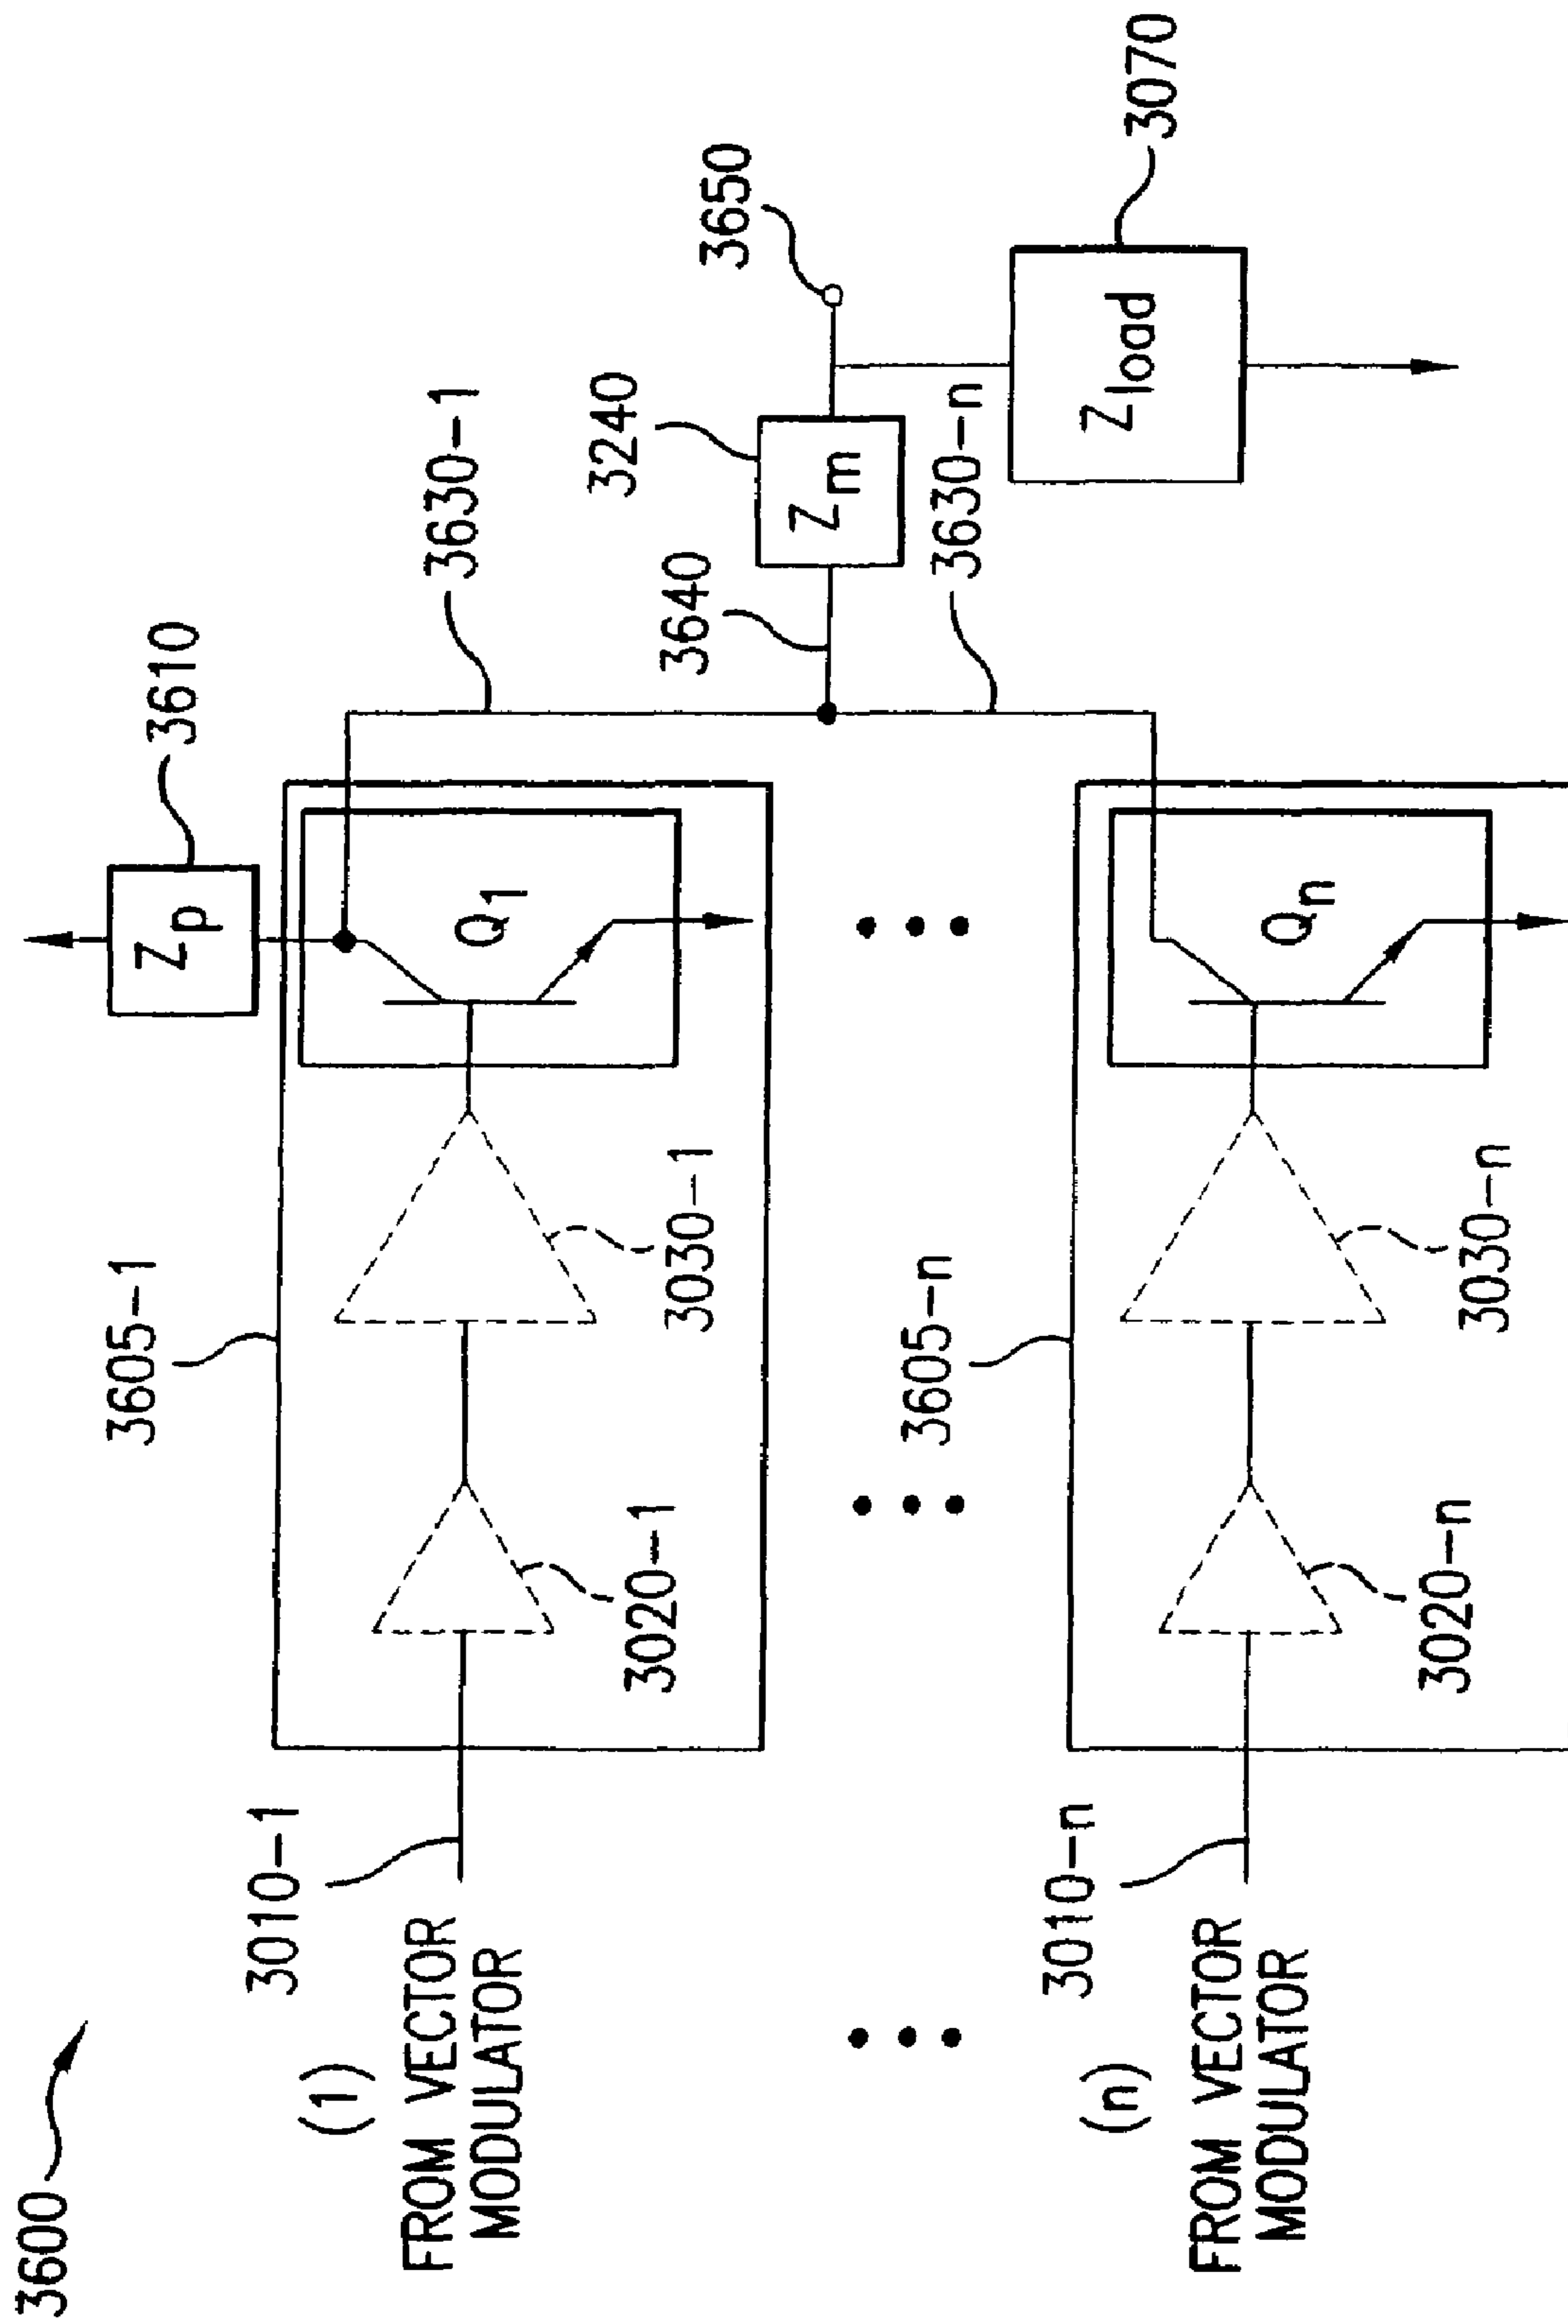 3600
(1)
FROM VECTOR
MODULATOR
3010-1
3605-1
3020-1
3030-1
Q1
Zp
3610
3630-1
3640
3240
Zm
3650
3630-n
Zload
3070
(n)
FROM VECTOR
MODULATOR
3010-n
3605-n
3020-n
3030-n
Qn